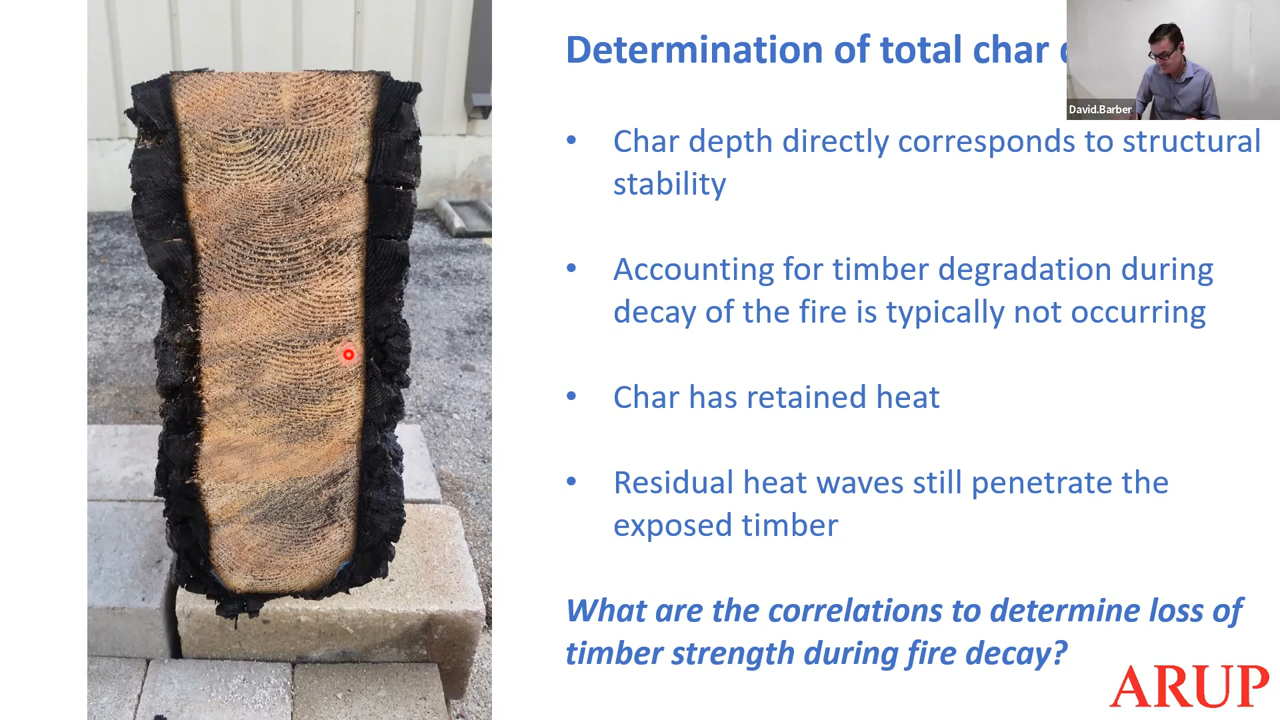 Determination of total char
David.Barber
• Char depth directly corresponds to structural
stability
• Accounting for timber degradation during
decay of the fire is typically not occurring
• Char has retained heat
• Residual heat waves still penetrate the
exposed timber
What are the correlations to determine loss of
timber strength during fire decay?
ARUP